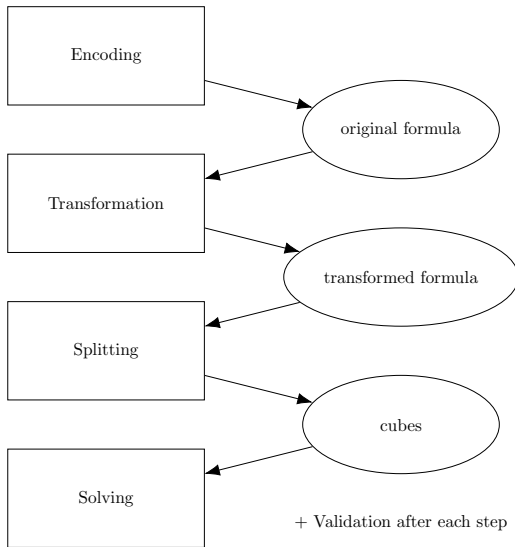 Encoding
original formula
Transformation
transformed formula
Splitting
cubes
Solving
+ Validation after each step